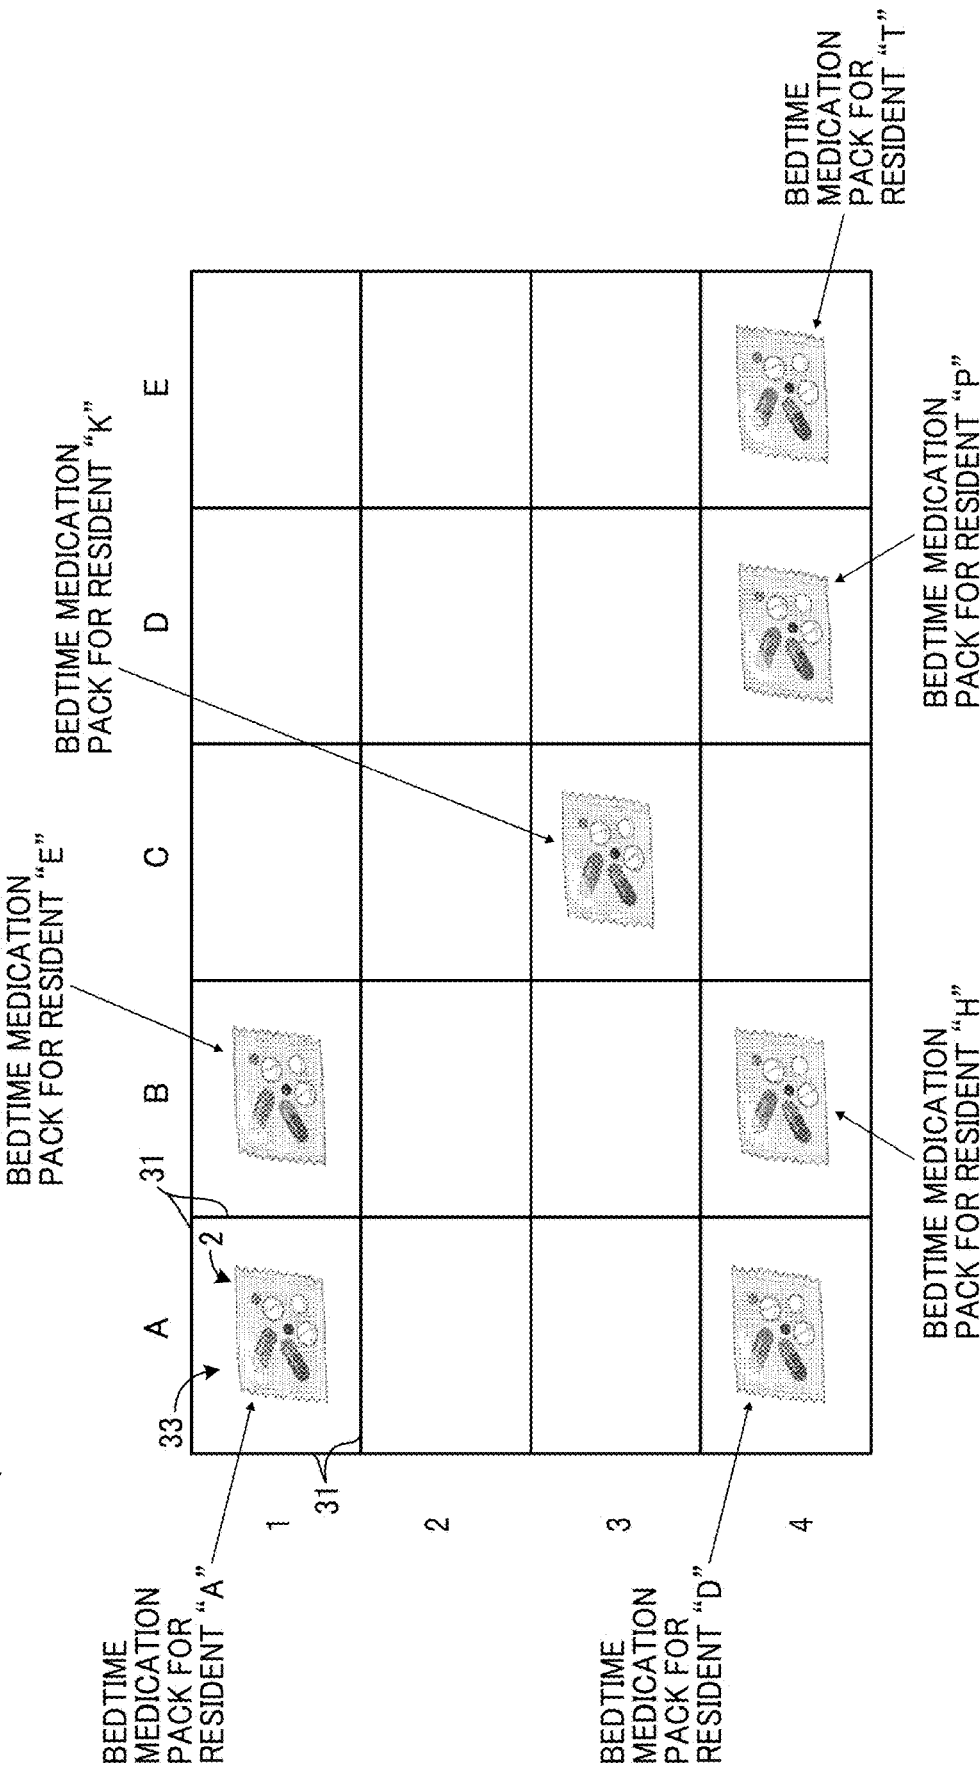 BEDTIME MEDICATION
PACK FOR RESIDENT “E”
BEDTIME MEDICATION
PACK FOR RESIDENT “K”
BEDTIME
MEDICATION
PACK FOR
RESIDENT “A”
33
2
31
31
A
B
C
D
E
1
2
3
4
BEDTIME
MEDICATION
PACK FOR
RESIDENT “D”
BEDTIME MEDICATION
PACK FOR RESIDENT “H”
BEDTIME MEDICATION
PACK FOR RESIDENT “P”
BEDTIME
MEDICATION
PACK FOR
RESIDENT “T”